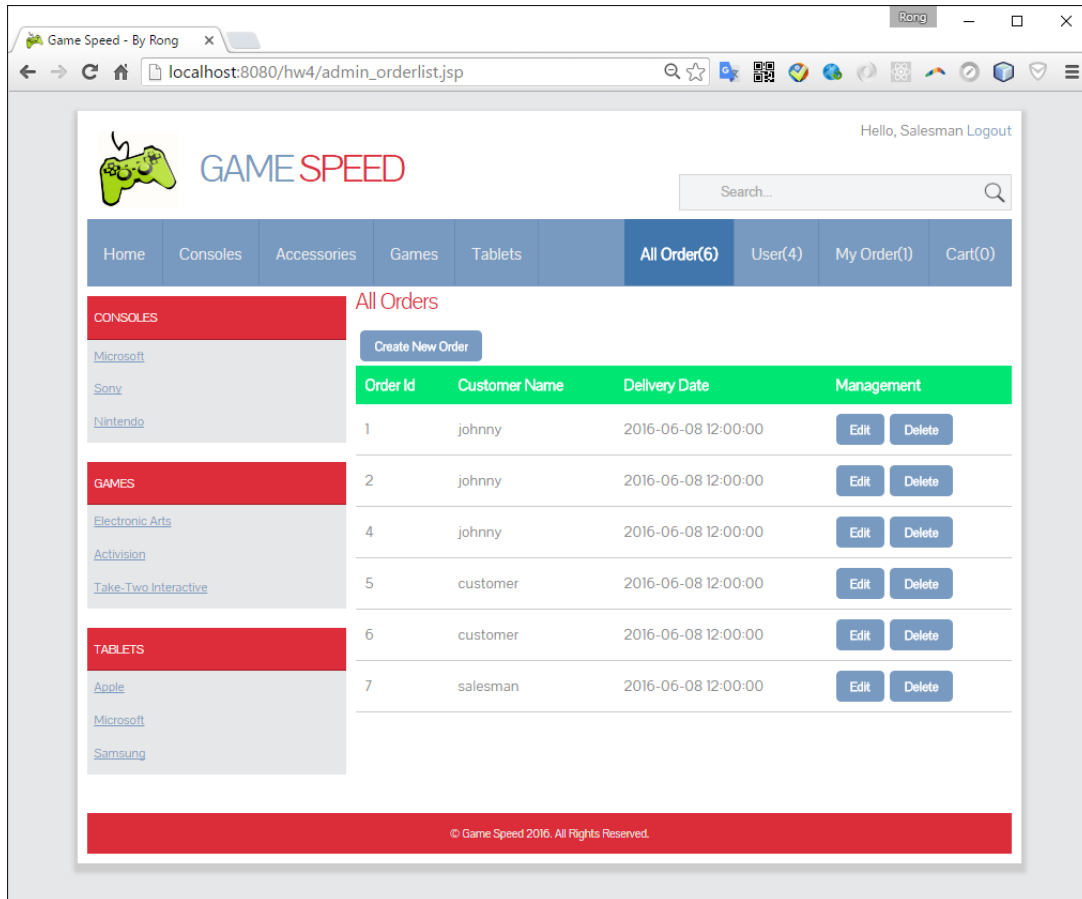 Rong
Game Speed - By Rong
localhost:8080/hw4/admin_orderlist.jsp
Hello, Salesman Logout
GAME SPEED
Search...
Home Consoles Accessories Games Tablets All Order(6) User(4) My Order(1) Cart(0)
CONSOLES
Microsoft
Sony
Nintendo
GAMES
Electronic Arts
Activision
Take-Two Interactive
TABLETS
Apple
Microsoft
Samsung
All Orders
Create New Order
Order Id Customer Name Delivery Date Management
1 johnny 2016-06-08 12:00:00 Edit Delete
2 johnny 2016-06-08 12:00:00 Edit Delete
4 johnny 2016-06-08 12:00:00 Edit Delete
5 customer 2016-06-08 12:00:00 Edit Delete
6 customer 2016-06-08 12:00:00 Edit Delete
7 salesman 2016-06-08 12:00:00 Edit Delete
© Game Speed 2016. All Rights Reserved.